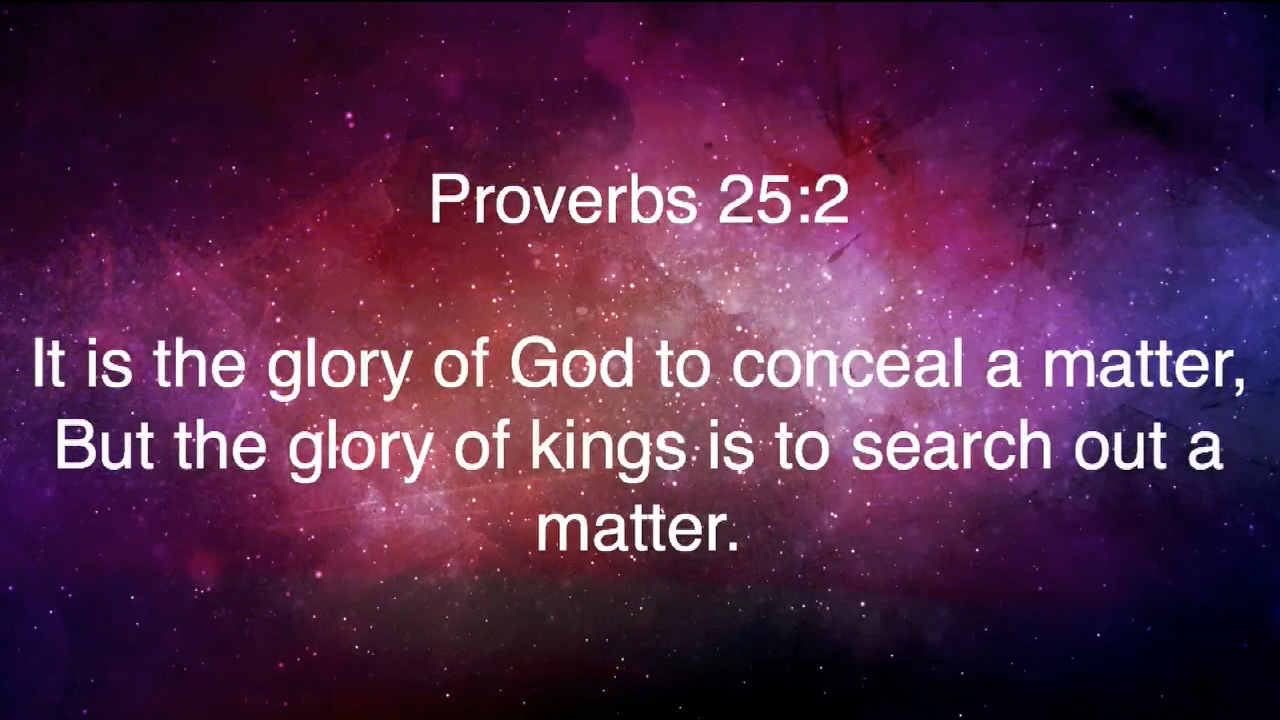 Proverbs 25:2
It is the glory of God to conceal a matter,
But the glory of kings is to search out a
matter.